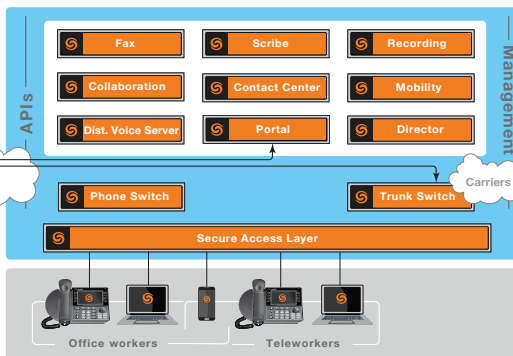 Fax
Scribe
Recording
Collaboration
Contact Center
Mobility
Dist. Voice Server
Portal
Director
APIs
Management
Carriers
Phone Switch
Trunk Switch
Secure Access Layer
Office workers
Teleworkers